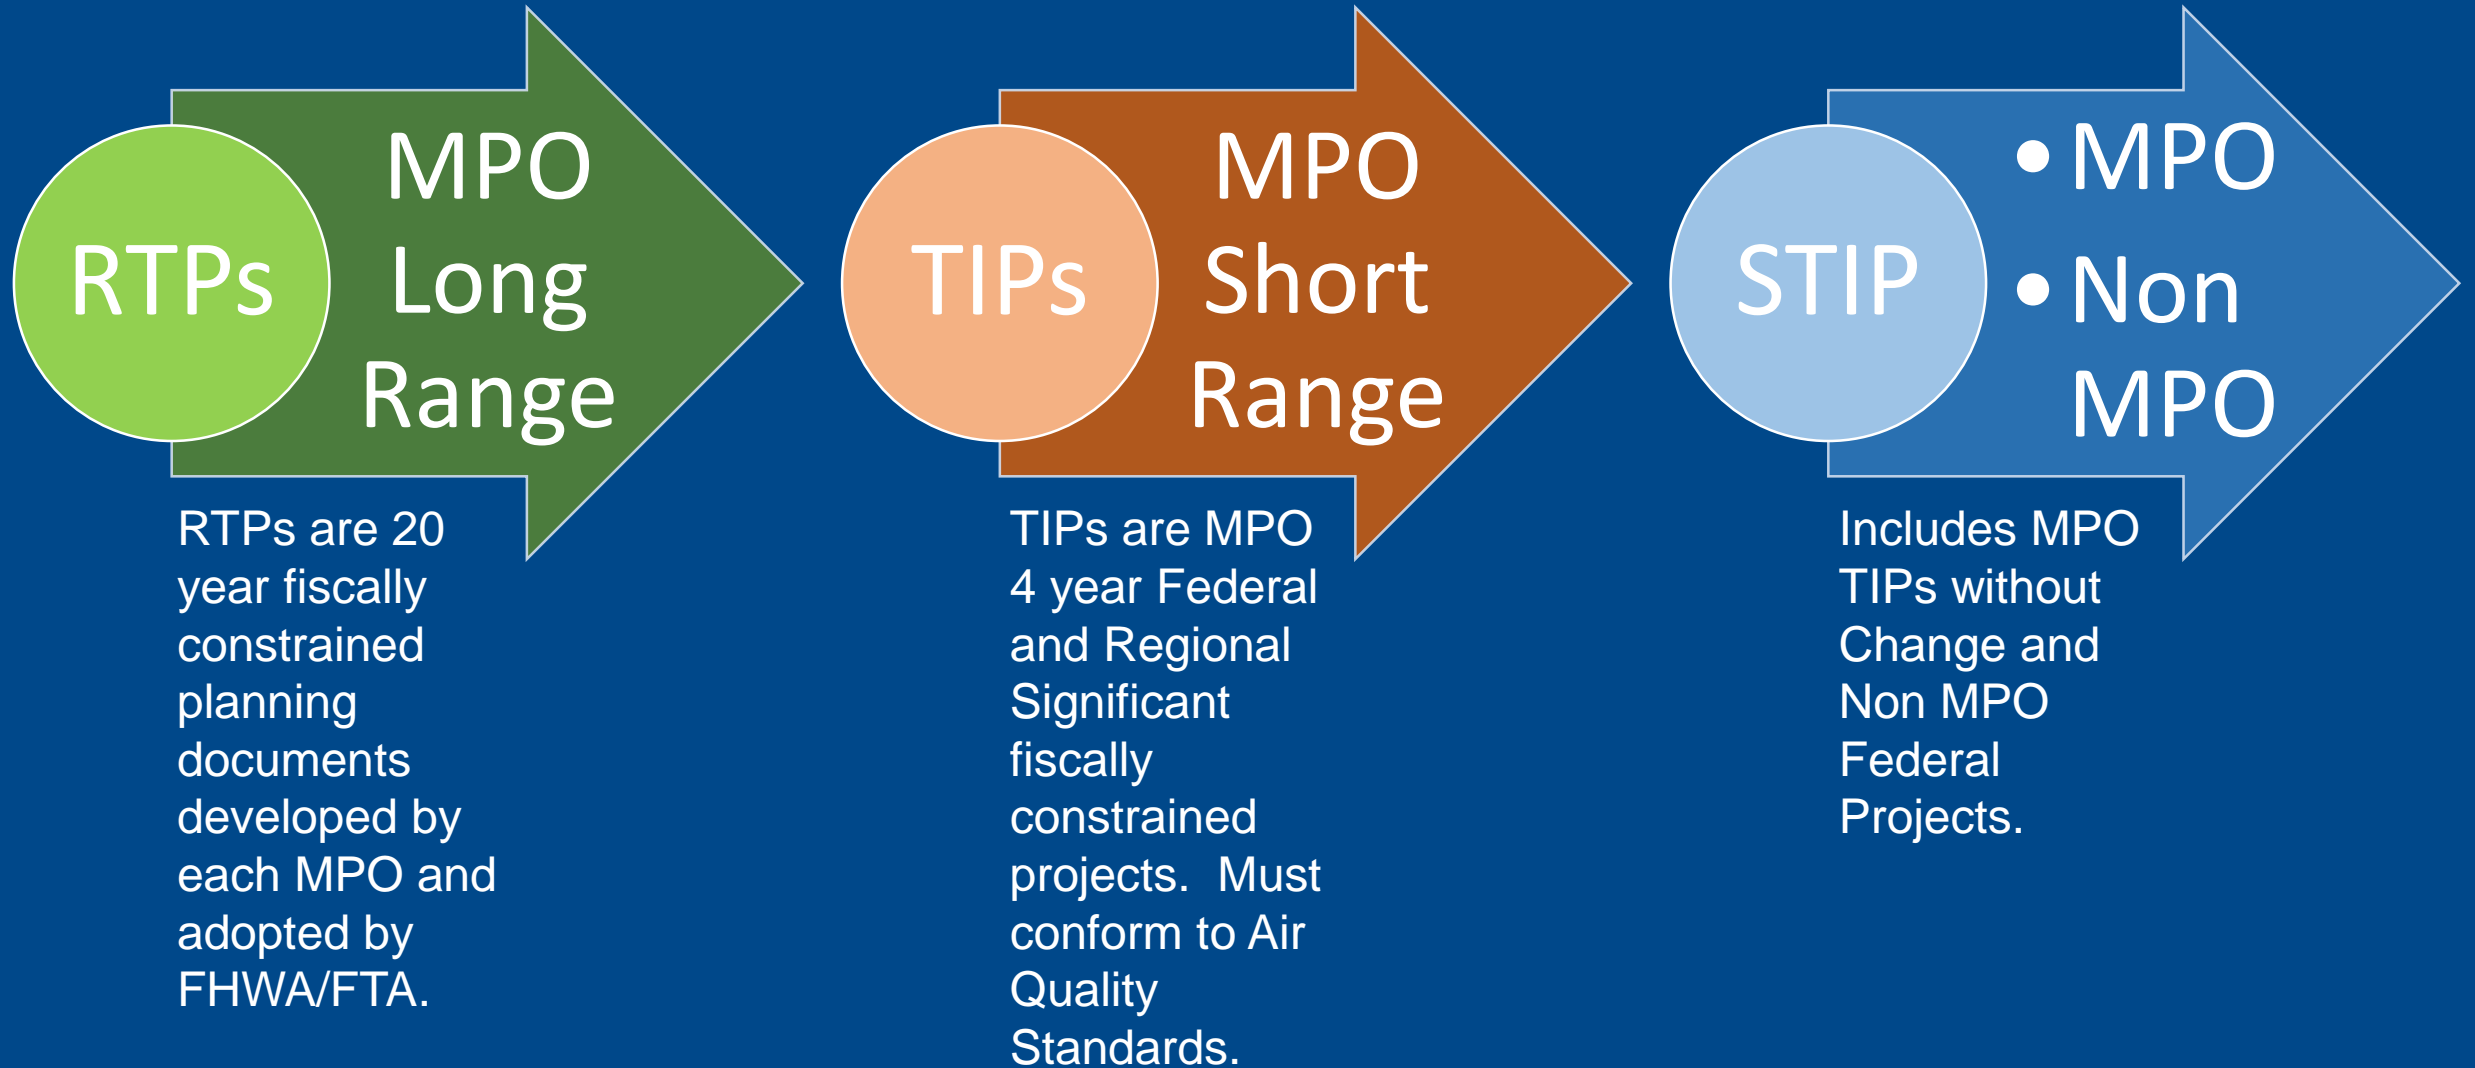 RTPs
MPO
Long
Range
RTPs are 20
year fiscally
constrained
planning
documents
developed by
each MPO and
adopted by
FHWA/FTA.
TIPs
MPO
Short
Range
TIPs are MPO
4 year Federal
and Regional
Significant
fiscally
constrained
projects.  Must
conform to Air
Quality
Standards.
STIP
•MPO
•Non
MPO
Includes MPO
TIPs without
Change and
Non MPO
Federal
Projects.